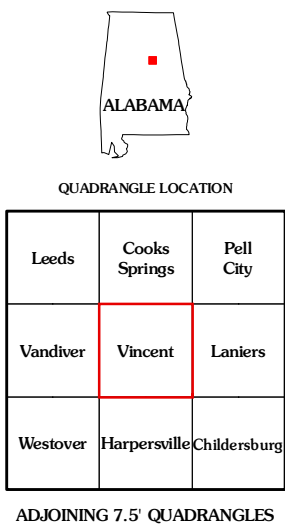 ALABAMA
QUADRANGLE LOCATION
Leeds
Cooks
Springs
Pell
City
Vandiver
Vincent
Laniers
Westover
Harpersville
Childersburg
ADJOINING 7.5' QUADRANGLES